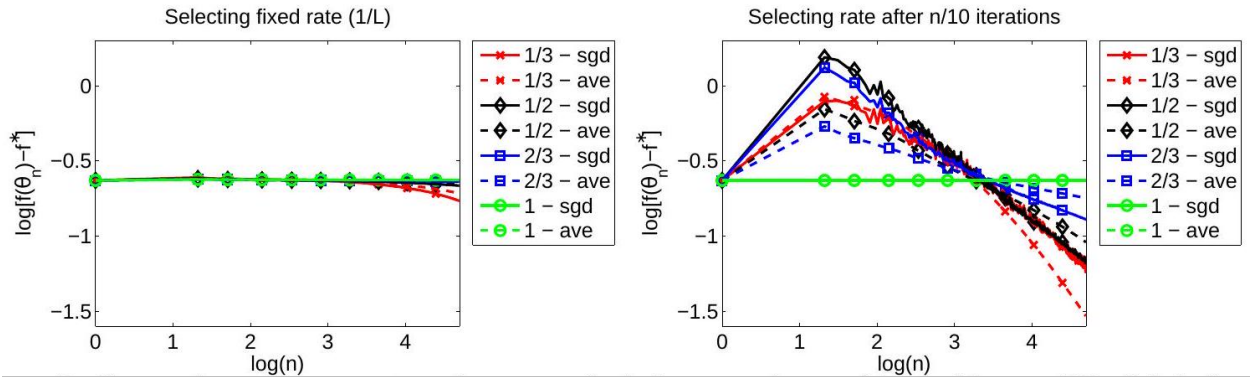 Selecting fixed rate (1/L)
0
−0.5
−1
−1.5
log[f(θn)−f*]
0 1 2 3 4
log(n)
1/3 − sgd
1/3 − ave
1/2 − sgd
1/2 − ave
2/3 − sgd
2/3 − ave
1 − sgd
1 − ave
Selecting rate after n/10 iterations
0
−0.5
−1
−1.5
log[f(θn)−f*]
0 1 2 3 4
log(n)
1/3 − sgd
1/3 − ave
1/2 − sgd
1/2 − ave
2/3 − sgd
2/3 − ave
1 − sgd
1 − ave